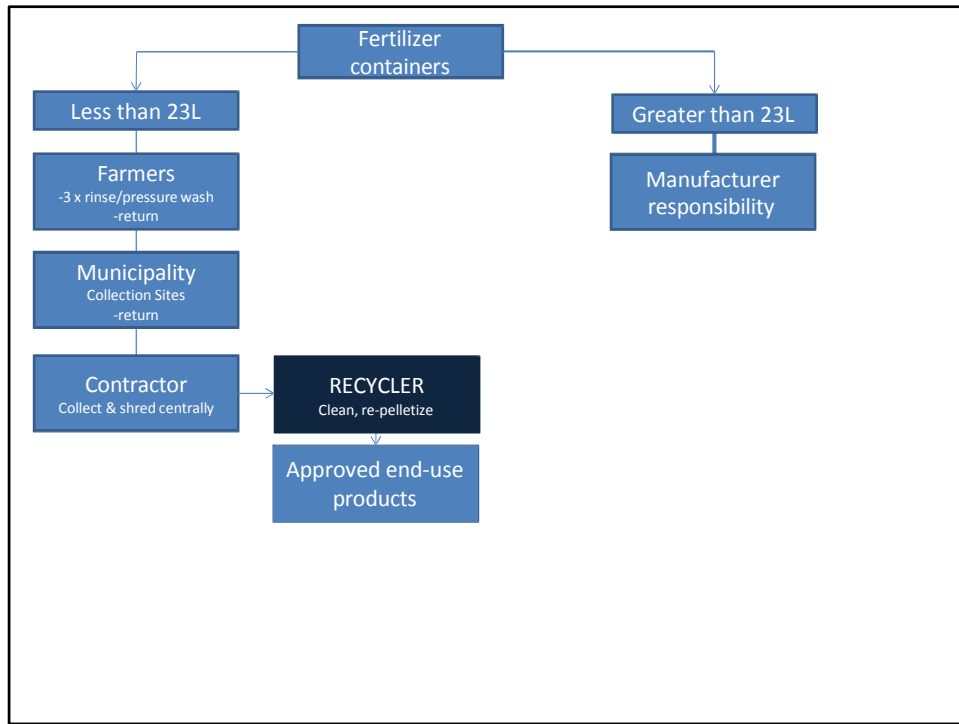 Fertilizer
containers
Less than 23L
Greater than 23L
Farmers
-3 x rinse/pressure wash
-return
Manufacturer
responsibility
Municipality
Collection Sites
-return
Contractor
Collect & shred centrally
RECYCLER
Clean, re-pelletize
Approved end-use
products